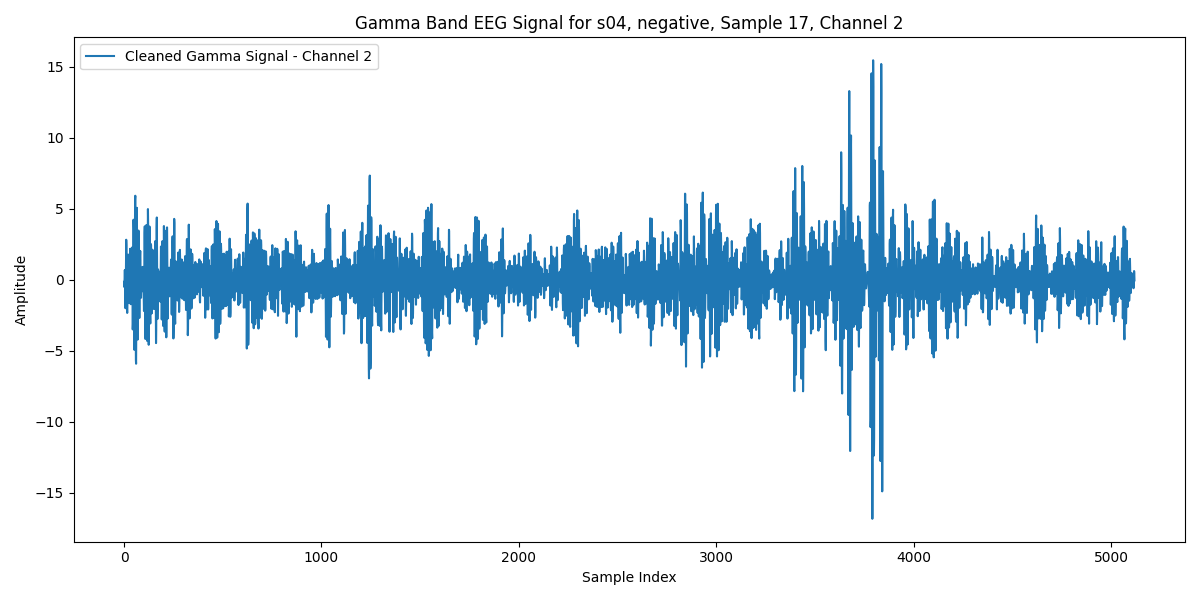 Gamma Band EEG Signal for s04, negative, Sample 17, Channel 2
Cleaned Gamma Signal - Channel 2
15
10
5
0
−5
−10
−15
Amplitude
0 1000 2000 3000 4000 5000
Sample Index